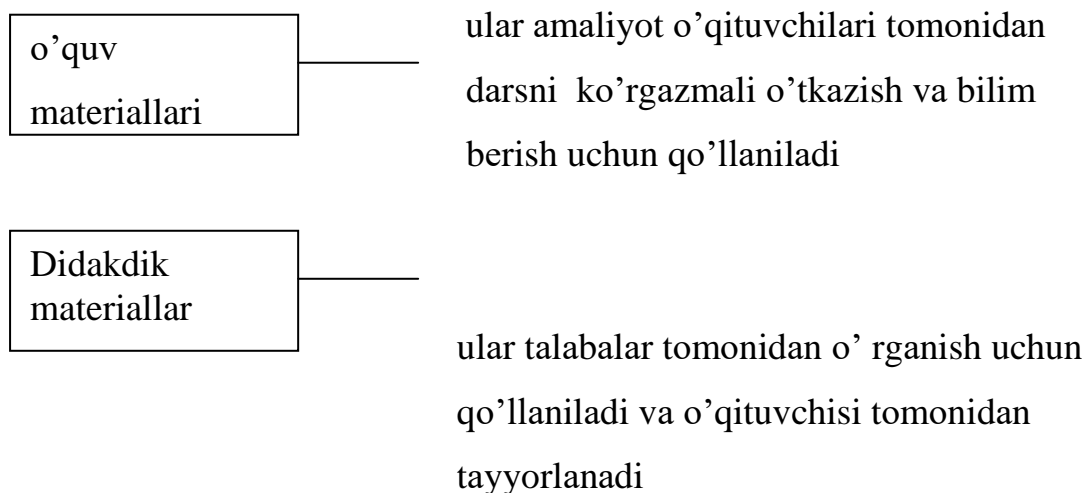 o’quv
materiallari
ular amaliyot o’qituvchilari tomonidan
darsni ko’rgazmali o’tkazish va bilim
berish uchun qo’llaniladi
Didakdik
materiallar
ular talabalar tomonidan o’ rganish uchun
qo’llaniladi va o’qituvchisi tomonidan
tayyorlanadi